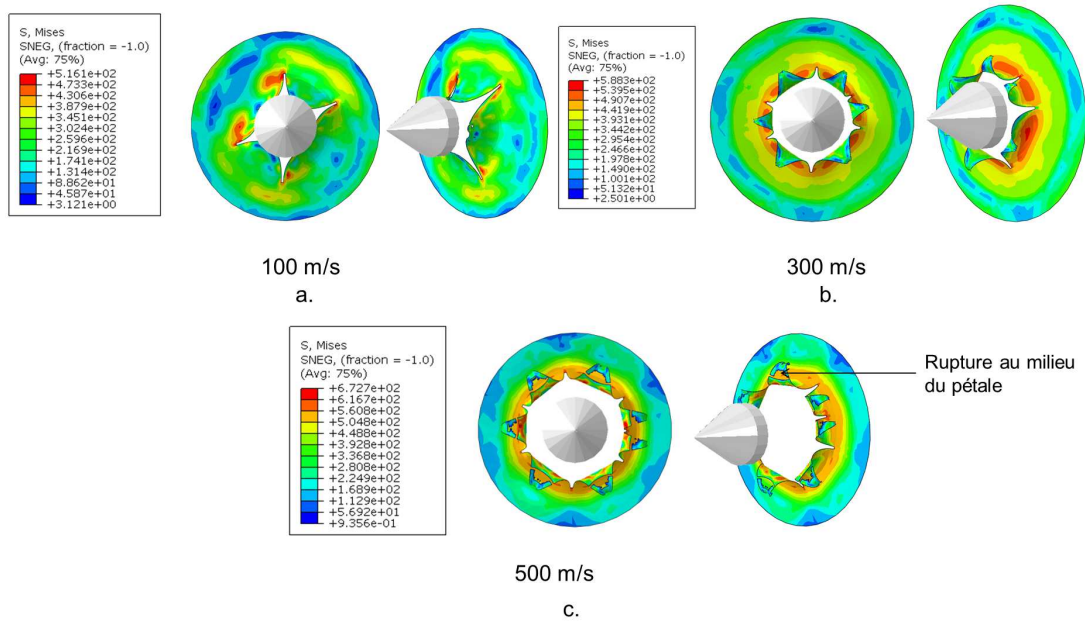 S, Mises
SNEG, (fraction = -1.0)
(Avg: 75%)
+5.161e+02
+4.733e+02
+4.306e+02
+3.879e+02
+3.451e+02
+3.024e+02
+2.596e+02
+2.169e+02
+1.741e+02
+1.314e+02
+8.862e+01
+4.587e+01
+3.121e+00
100 m/s
a.
S, Mises
SNEG, (fraction = -1.0)
(Avg: 75%)
+5.883e+02
+5.395e+02
+4.907e+02
+4.419e+02
+3.931e+02
+3.442e+02
+2.954e+02
+2.466e+02
+1.978e+02
+1.490e+02
+1.001e+02
+5.132e+01
+2.501e+00
300 m/s
b.
S, Mises
SNEG, (fraction = -1.0)
(Avg: 75%)
+6.727e+02
+6.167e+02
+5.608e+02
+5.048e+02
+4.488e+02
+3.928e+02
+3.368e+02
+2.808e+02
+2.249e+02
+1.689e+02
+1.129e+02
+5.692e+01
+9.356e-01
Rupture au milieu
du pétale
500 m/s
c.